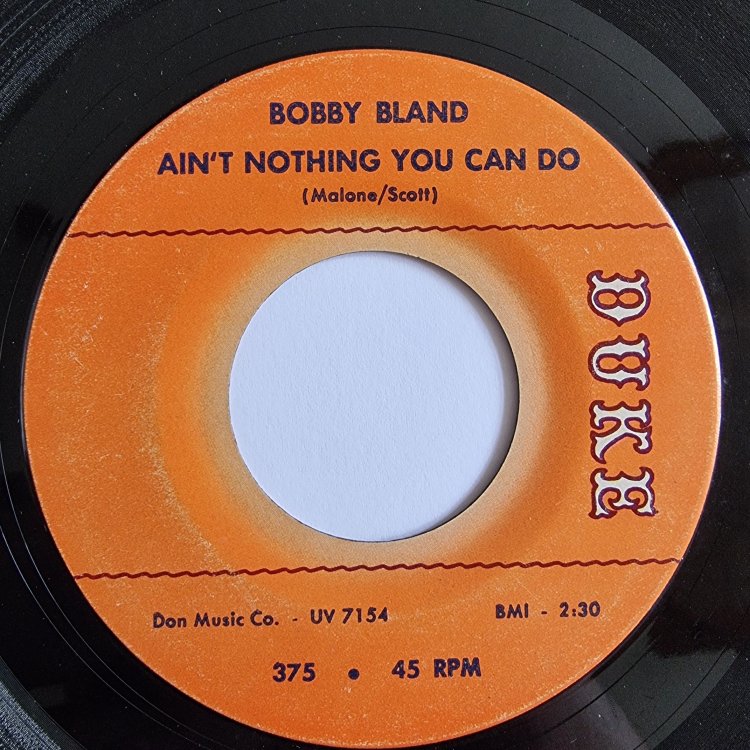 BOBBY BLAND
AIN'T NOTHING YOU CAN DO
(Malone/Scott)
DUKE
Don Music Co. - UV 7154 BMI - 2:30
375 • 45 RPM